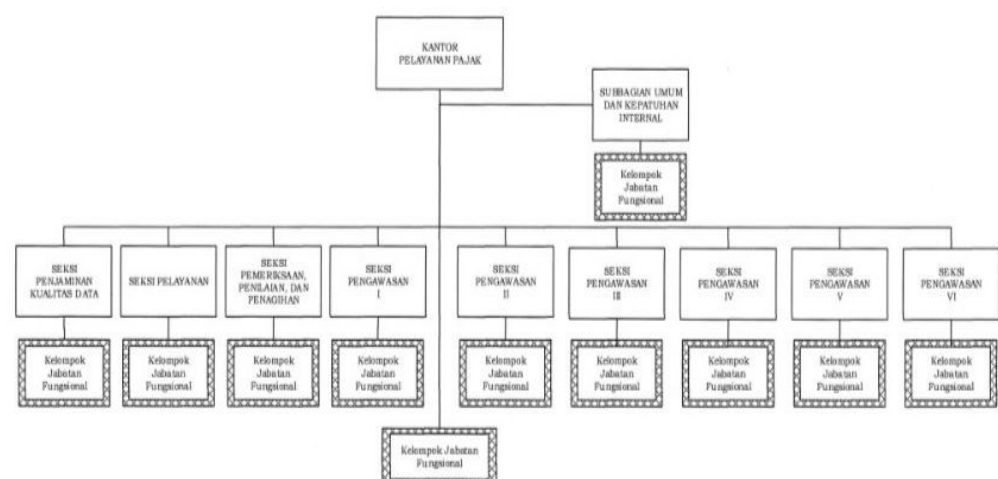 KANTOR
PELAYANAN PAJAK
SUBBAGIAN UMUM
DAN KEPATUHAN
INTERNAL
Kelompok
Jabatan
Fungsional
SEKSI
PENJAMINAN
KUALITAS DATA
SEKSI PELAYANAN
SEKSI
PEMERIKSAAN,
PENILAIAN, DAN
PENAGIHAN
SEKSI
PENGAWASAN
I
SEKSI
PENGAWASAN
II
SEKSI
PENGAWASAN
III
SEKSI
PENGAWASAN
IV
SEKSI
PENGAWASAN
V
SEKSI
PENGAWASAN
VI
Kelompok
Jabatan
Fungsional
Kelompok
Jabatan
Fungsional
Kelompok
Jabatan
Fungsional
Kelompok
Jabatan
Fungsional
Kelompok
Jabatan
Fungsional
Kelompok
Jabatan
Fungsional
Kelompok
Jabatan
Fungsional
Kelompok
Jabatan
Fungsional
Kelompok
Jabatan
Fungsional
Kelompok Jabatan
Fungsional